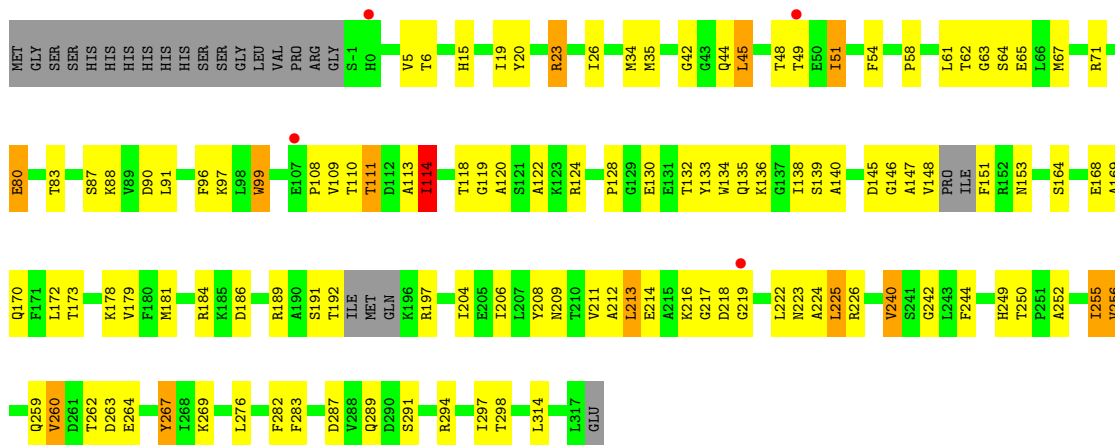 MET GLY SER SER HIS HIS HIS HIS HIS HIS SER SER GLY LEU VAL PRO ARG GLY S-1 H0 V5 T6 H15 I19 Y20 R23 I26 M34 M35 G42 G43 Q44 L45 T48 T49 E50 I51 F54 P58 L61 T62 G63 S64 E65 L66 M67 R71
E80 T83 S87 K88 V89 D90 L91 F96 K97 L98 W99 E107 P108 V109 T110 T111 D112 A113 I114 T118 G119 A120 S121 A122 K123 R124 P128 G129 E130 E131 T132 Y133 W134 Q135 K136 G137 I138 S139 A140 D145 G146 A147 V148 PRO ILE F151 R152 N153 S164 E168 A169
Q170 F171 L172 T173 K178 V179 F180 M181 R184 K185 D186 R189 A190 S191 T192 ILE MET GLN K196 R197 I204 E205 I206 L207 Y208 N209 T210 V211 A212 L213 E214 A215 K216 G217 D218 G219 L222 N223 A224 L225 R226 V240 S241 G242 L243 F244 H249 T250 P251 A252 I255 V256
Q259 V260 D261 T262 D263 E264 Y267 I268 K269 L276 F282 F283 D287 V288 Q289 D290 S291 R294 I297 T298 L314 L317 GLU